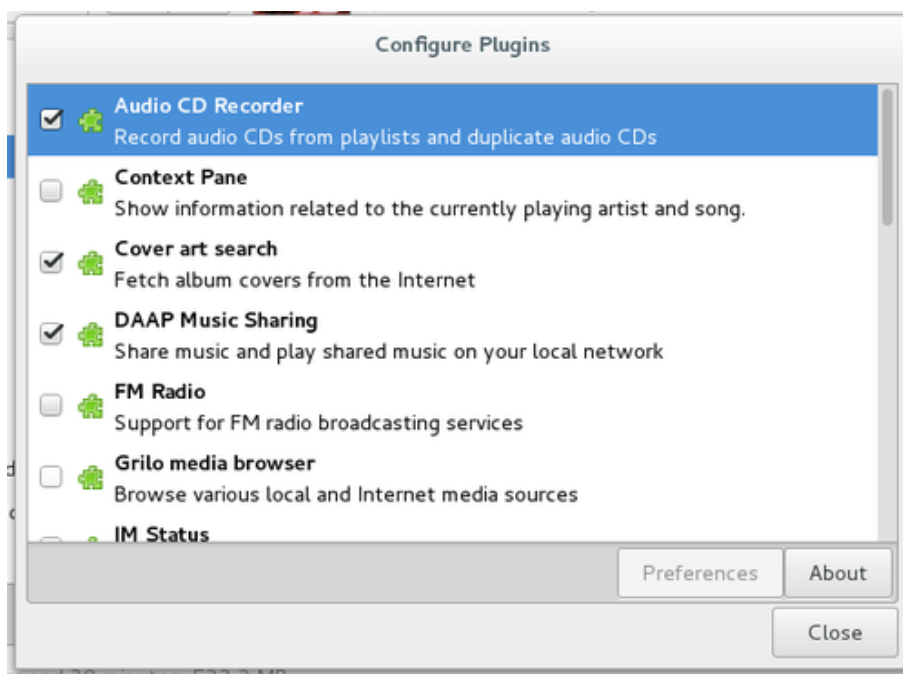 Configure Plugins
Audio CD Recorder
Record audio CDs from playlists and duplicate audio CDs
Context Pane
Show information related to the currently playing artist and song.
Cover art search
Fetch album covers from the Internet
DAAP Music Sharing
Share music and play shared music on your local network
FM Radio
Support for FM radio broadcasting services
Grilo media browser
Browse various local and Internet media sources
IM Status
Preferences
About
Close